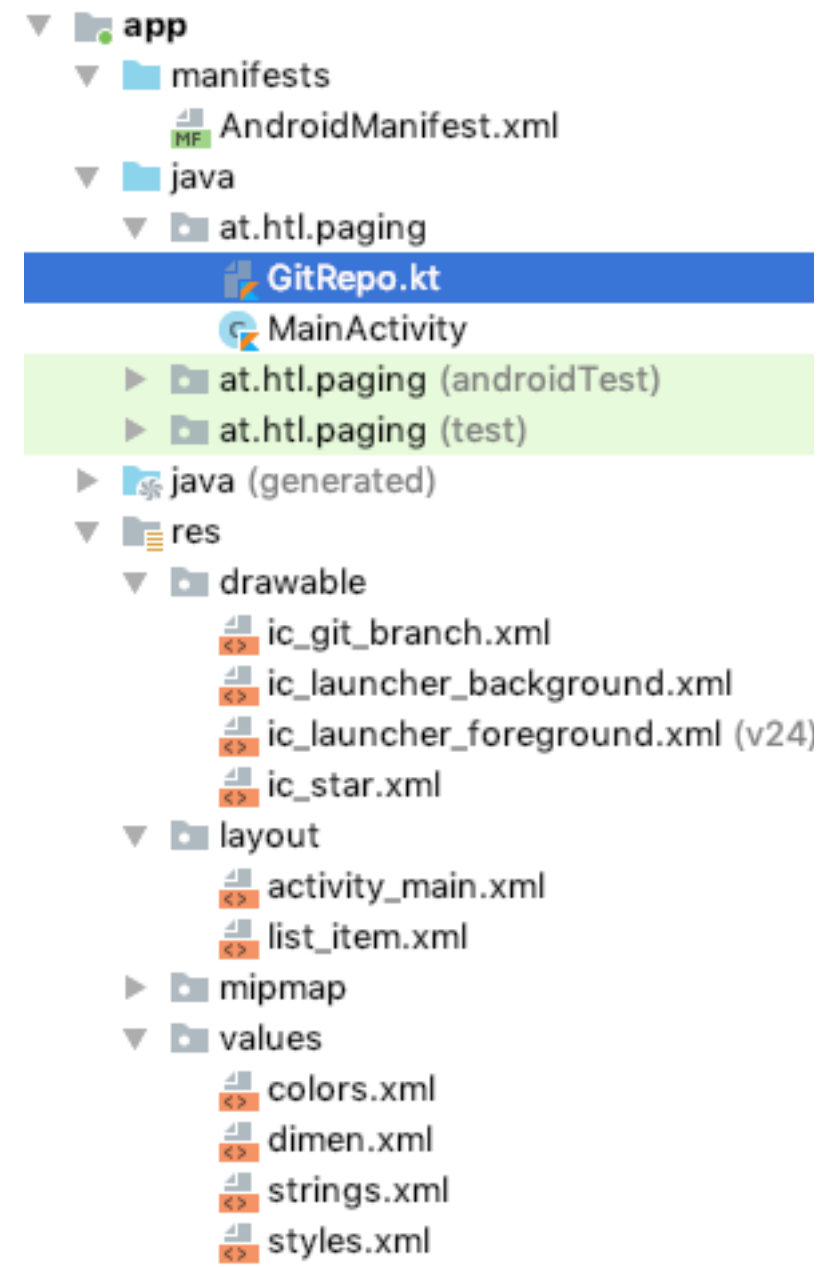 app
manifests
MF AndroidManifest.xml
java
at.htl.paging
GitRepo.kt
C MainActivity
at.htl.paging (androidTest)
at.htl.paging (test)
java (generated)
res
drawable
<> ic_git_branch.xml
<> ic_launcher_background.xml
<> ic_launcher_foreground.xml (v24)
<> ic_star.xml
layout
<> activity_main.xml
<> list_item.xml
mipmap
values
<> colors.xml
<> dimen.xml
<> strings.xml
<> styles.xml